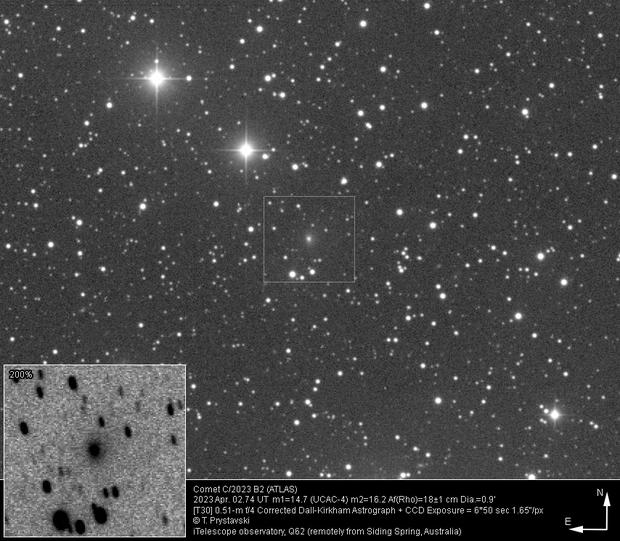 200%
Comet C/2023 B2 (ATLAS)
2023 Apr. 02.74 UT m1=14.7 (UCAC-4) m2=16.2 Af(Rho)=18±1 cm Dia.=0.9'
[T30] 0.51-m f/4 Corrected Dall-Kirkham Astrograph + CCD Exposure = 6*50 sec 1.65"/px
© T. Prystavski
iTelescope observatory, Q62 (remotely from Siding Spring, Australia)
N
E